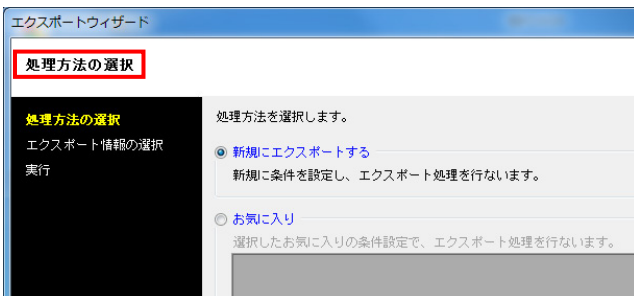 エクスポートウィザード
処理方法の選択
処理方法の選択
エクスポート情報の選択
実行
処理方法を選択します。
新規にエクスポートする
新規に条件を設定し、エクスポート処理を行ないます。
お気に入り
選択したお気に入りの条件設定で、エクスポート処理を行ないます。